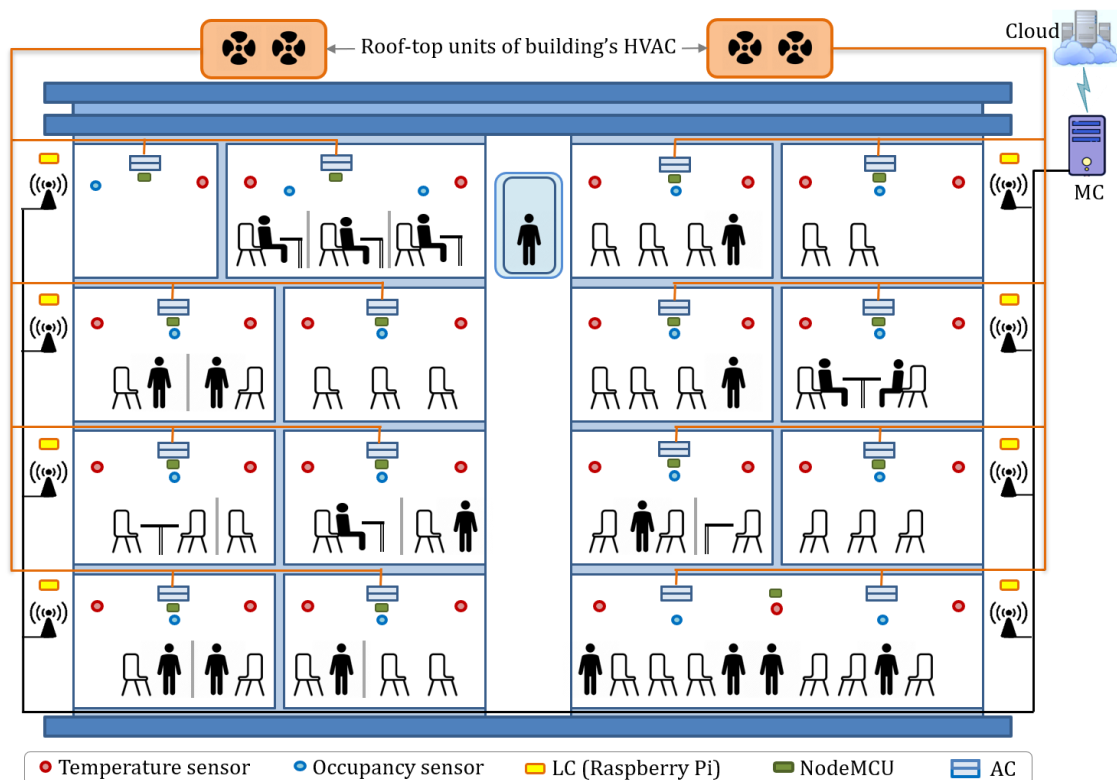 Cloud
Roof-top units of building's HVAC
MC
Temperature sensor
Occupancy sensor
LC (Raspberry Pi)
NodeMCU
AC